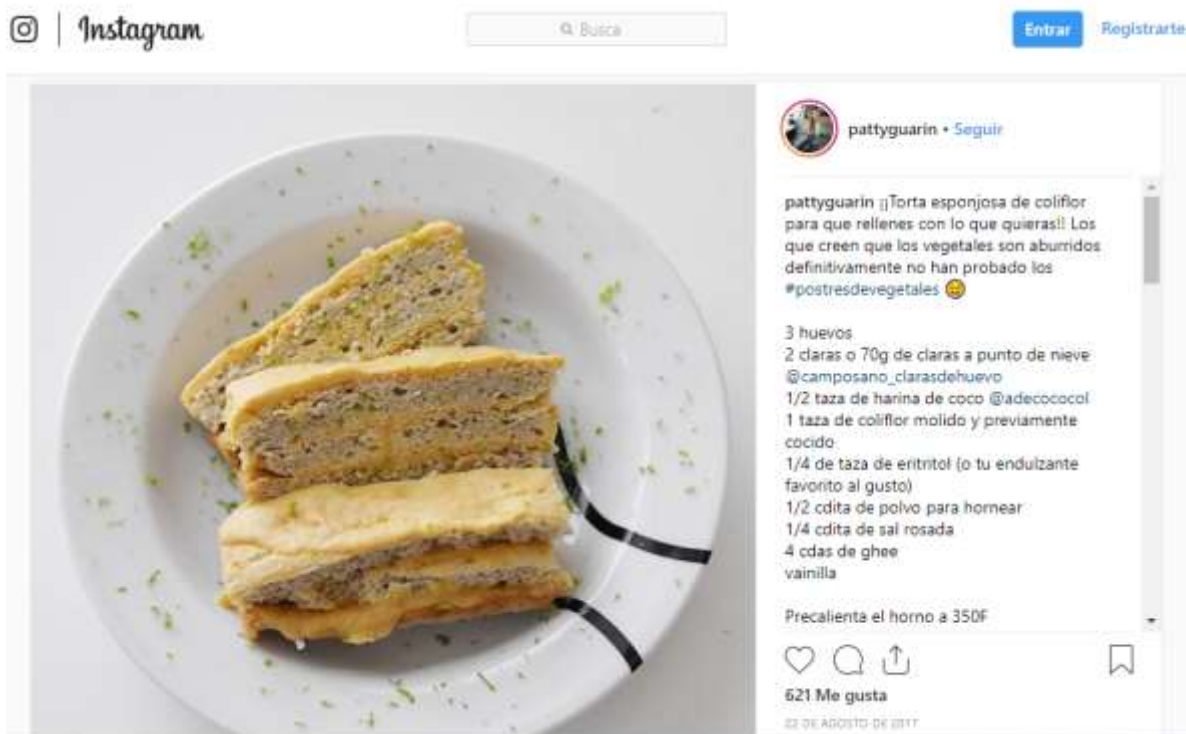 Instagram
Busca
Entrar
Registrarte
pattyguarin • Seguir
pattyguarin ¡¡Torta esponjosa de coliflor
para que rellenes con lo que quieras!! Los
que creen que los vegetales son aburridos
definitivamente no han probado los
#postresdevegetales
3 huevos
2 claras o 70g de claras a punto de nieve
@camposano_clarasdehuevo
1/2 taza de harina de coco @adecococol
1 taza de coliflor molido y previamente
cocido
1/4 de taza de eritritol (o tu endulzante
favorito al gusto)
1/2 cdita de polvo para hornear
1/4 cdita de sal rosada
4 cdas de ghee
vainilla
Precalienta el horno a 350F
621 Me gusta
22 DE AGOSTO DE 2017